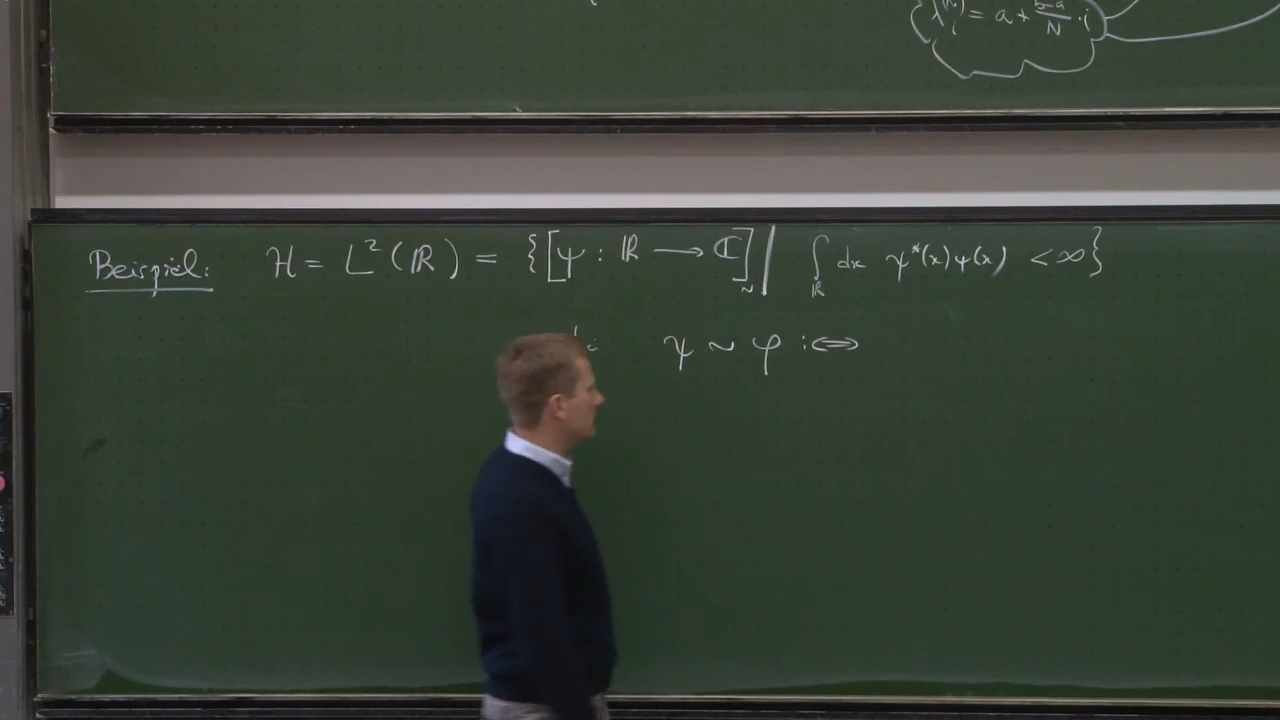 λ_i^(N) = a + (b-a)/N · i
Beispiel: H = L²(ℝ) = {[ψ : ℝ → ℂ]_~ | ∫_ℝ dx ψ*(x)ψ(x) < ∞}
ψ ~ φ :⇔